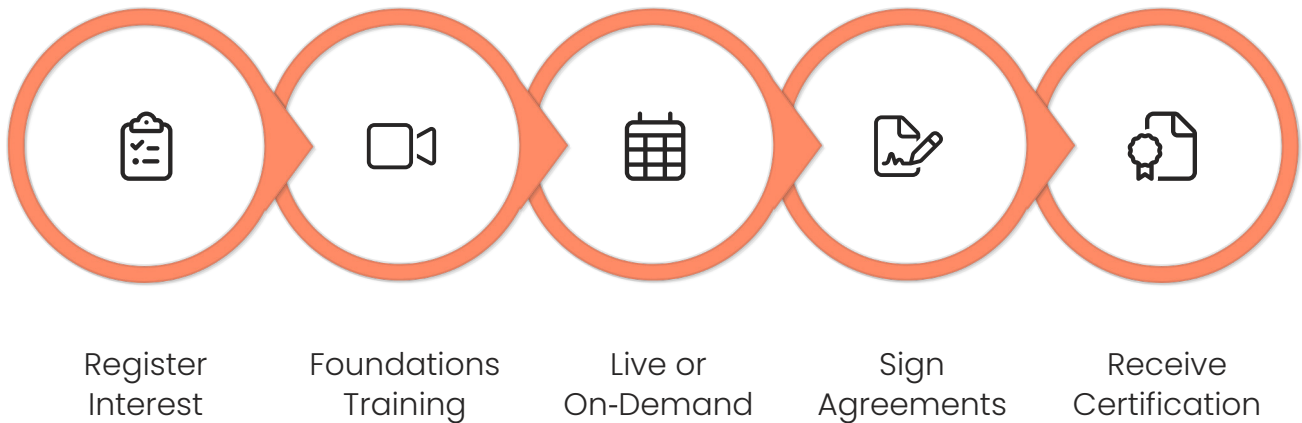 Register
Interest
Foundations
Training
Live or
On-Demand
Sign
Agreements
Receive
Certification